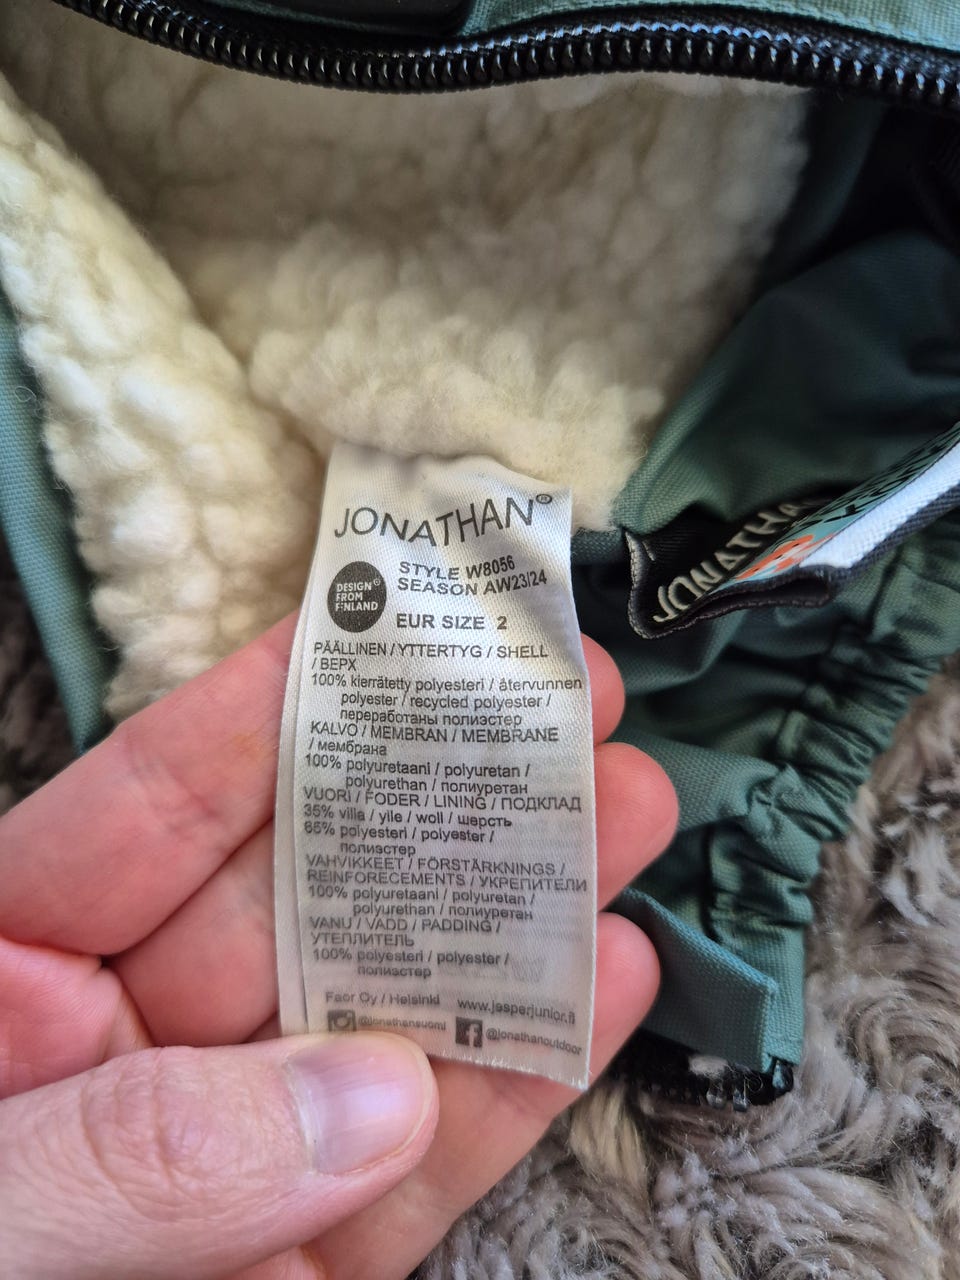 JONATHAN®
DESIGN©
FROM
FINLAND
STYLE W8056
SEASON AW23/24
EUR SIZE 2
PÄÄLLINEN / YTTERTYG / SHELL
/ ВЕРХ
100% kierrätetty polyesteri / återvunnen
polyester / recycled polyester /
переработаны полиэстер
KALVO / MEMBRAN / MEMBRANE
/ мембрана
100% polyuretaani / polyuretan /
polyurethan / полиуретан
VUORI / FODER / LINING / ПОДКЛАД
35% villa / ylle / woll / шерсть
65% polyesteri / polyester /
полиэстер
VAHVIKKEET / FÖRSTÄRKNINGS /
REINFORECEMENTS / УКРЕПИТЕЛИ
100% polyuretaani / polyuretan /
polyurethan / полиуретан
VANU / VADD / PADDING /
УТЕПЛИТЕЛЬ
100% polyesteri / polyester /
полиэстер
Faor Oy / Helsinki www.jesperjunior.fi
@jonathansuomi @jonathanoutdoor
JONATHAN